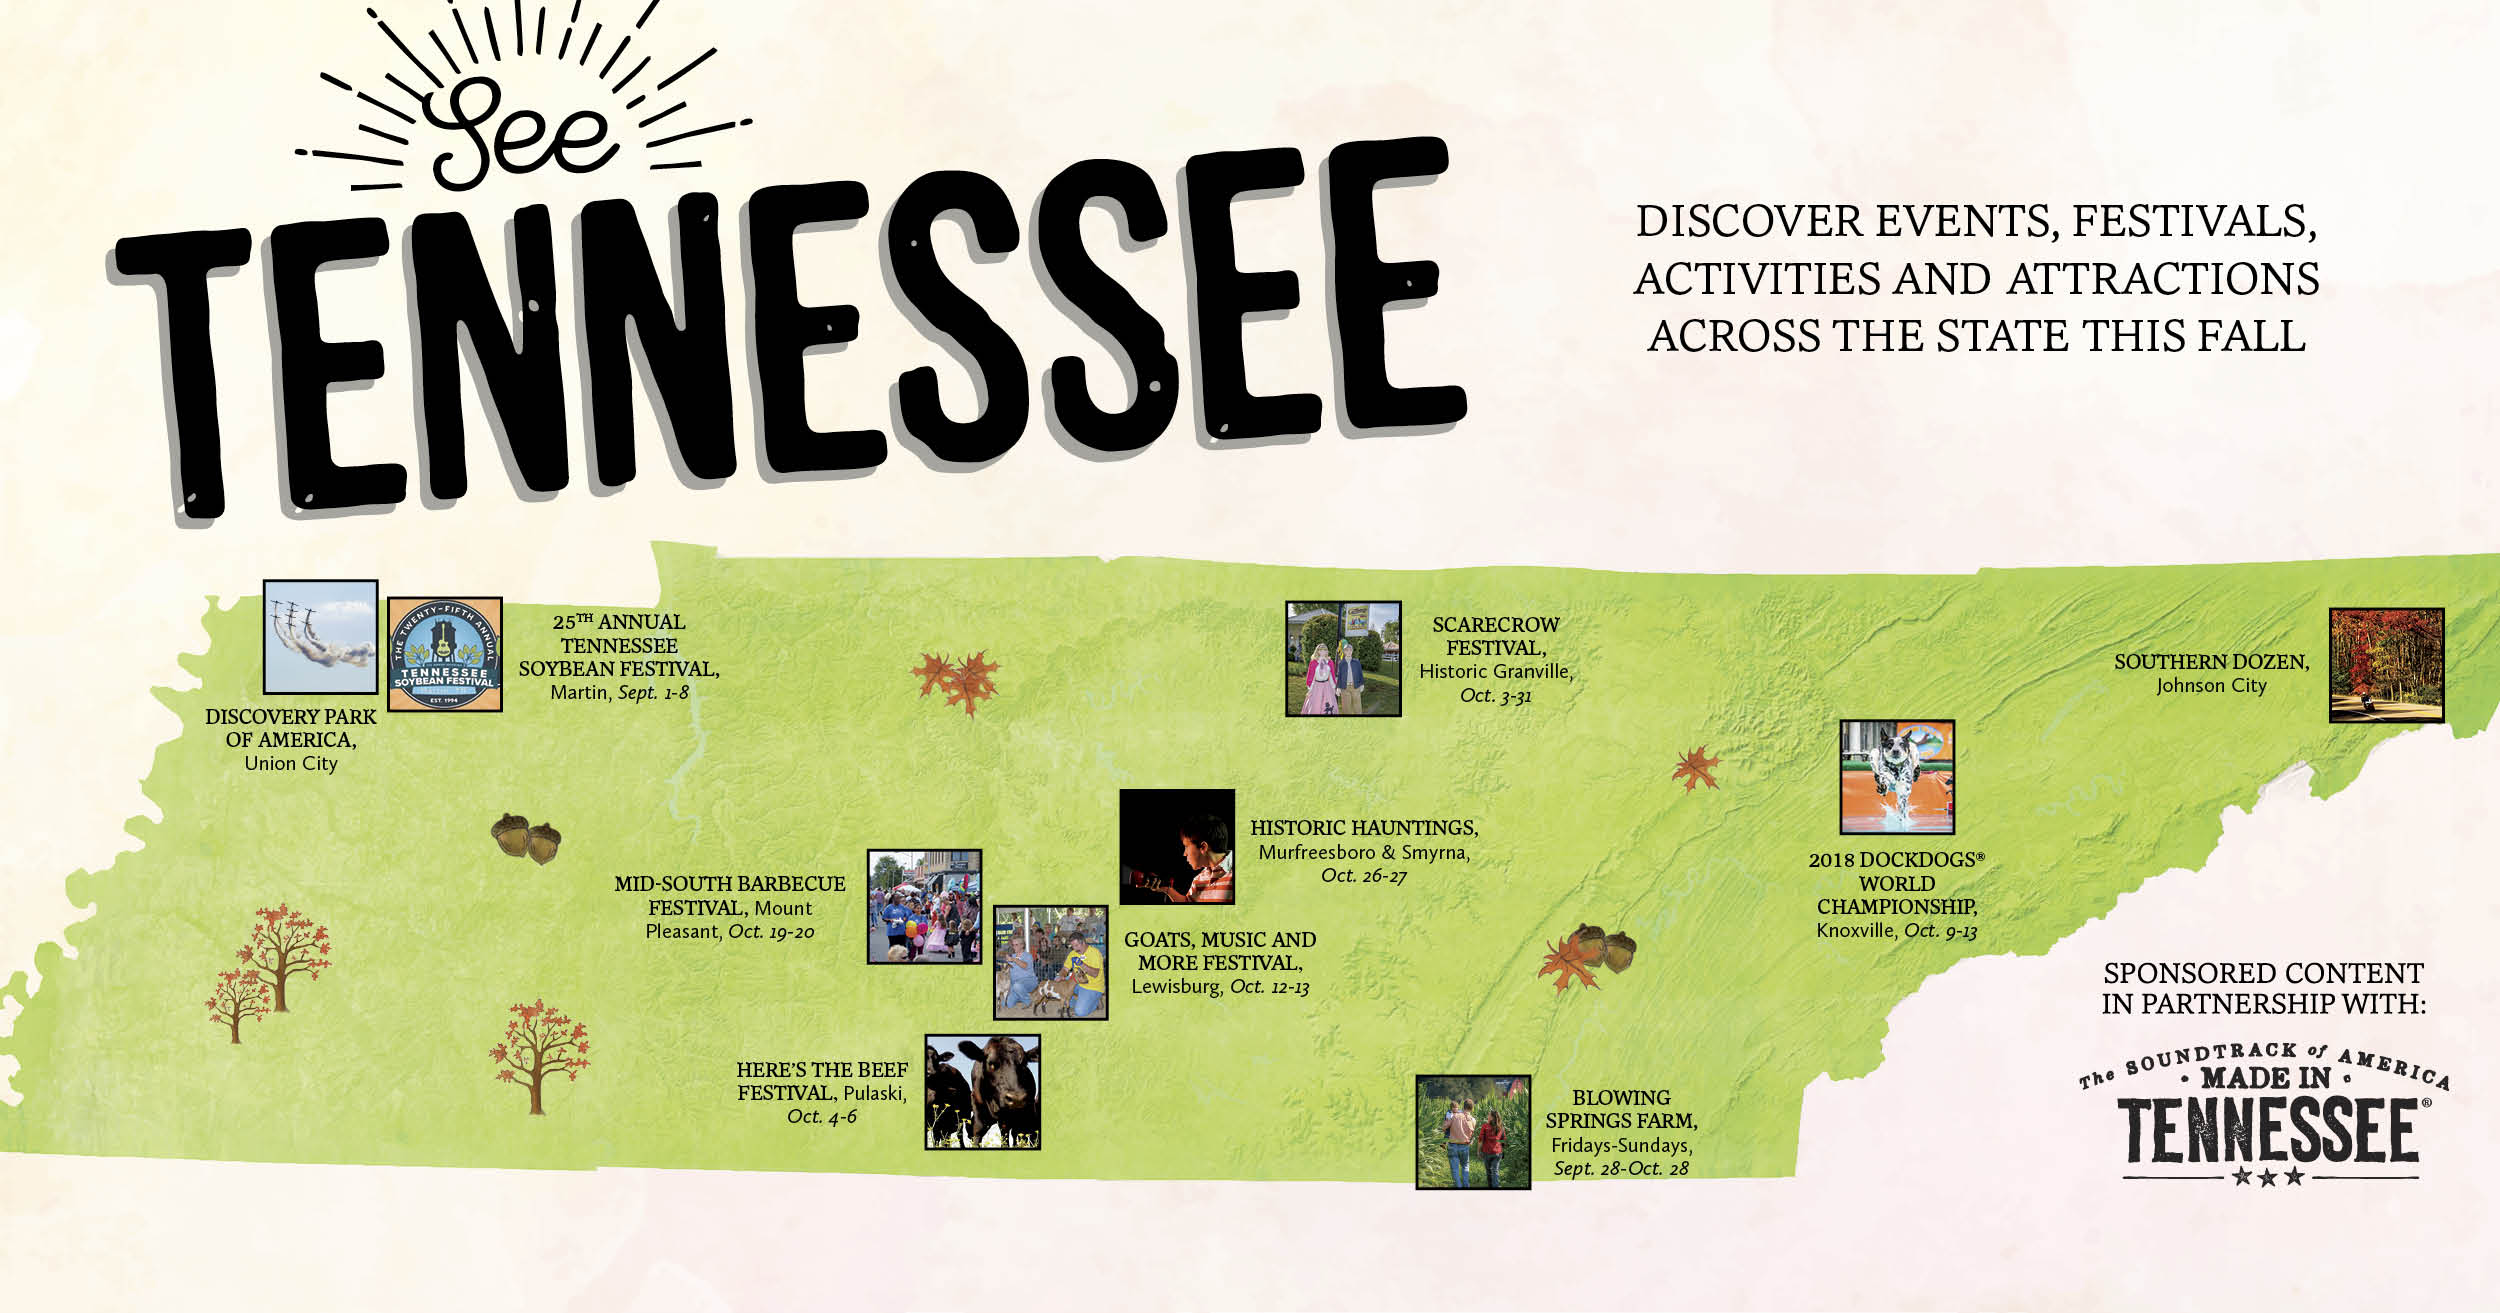 See
TENNESSEE
DISCOVER EVENTS, FESTIVALS,
ACTIVITIES AND ATTRACTIONS
ACROSS THE STATE THIS FALL
DISCOVERY PARK
OF AMERICA,
Union City
THE TWENTY-FIFTH ANNUAL
TENNESSEE
SOYBEAN FESTIVAL
EST. 1994
25TH ANNUAL
TENNESSEE
SOYBEAN FESTIVAL,
Martin, Sept. 1-8
SCARECROW
FESTIVAL,
Historic Granville,
Oct. 3-31
SOUTHERN DOZEN,
Johnson City
MID-SOUTH BARBECUE
FESTIVAL, Mount
Pleasant, Oct. 19-20
HISTORIC HAUNTINGS,
Murfreesboro & Smyrna,
Oct. 26-27
GOATS, MUSIC AND
MORE FESTIVAL,
Lewisburg, Oct. 12-13
2018 DOCKDOGS®
WORLD
CHAMPIONSHIP,
Knoxville, Oct. 9-13
HERE'S THE BEEF
FESTIVAL, Pulaski,
Oct. 4-6
BLOWING
SPRINGS FARM,
Fridays-Sundays,
Sept. 28-Oct. 28
SPONSORED CONTENT
IN PARTNERSHIP WITH:
The SOUNDTRACK of AMERICA
• MADE IN •
TENNESSEE®